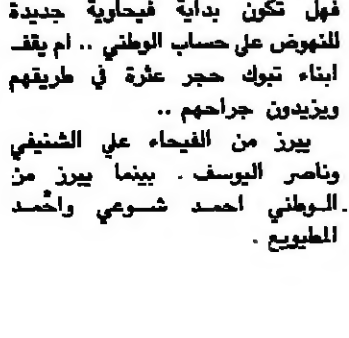 فهل تكون بداية فيحاوية جديدة
للنهوض على حساب الوطني .. ام يقف
ابناء تبوك حجر عثرة في طريقهم
ويزيدون جراحهم ..
يبرز من الفيحاء علي الشنيفي
وناصر اليوسف . بينما يبرز من
الوطني احمد شوعي واحمد
المطيويع .